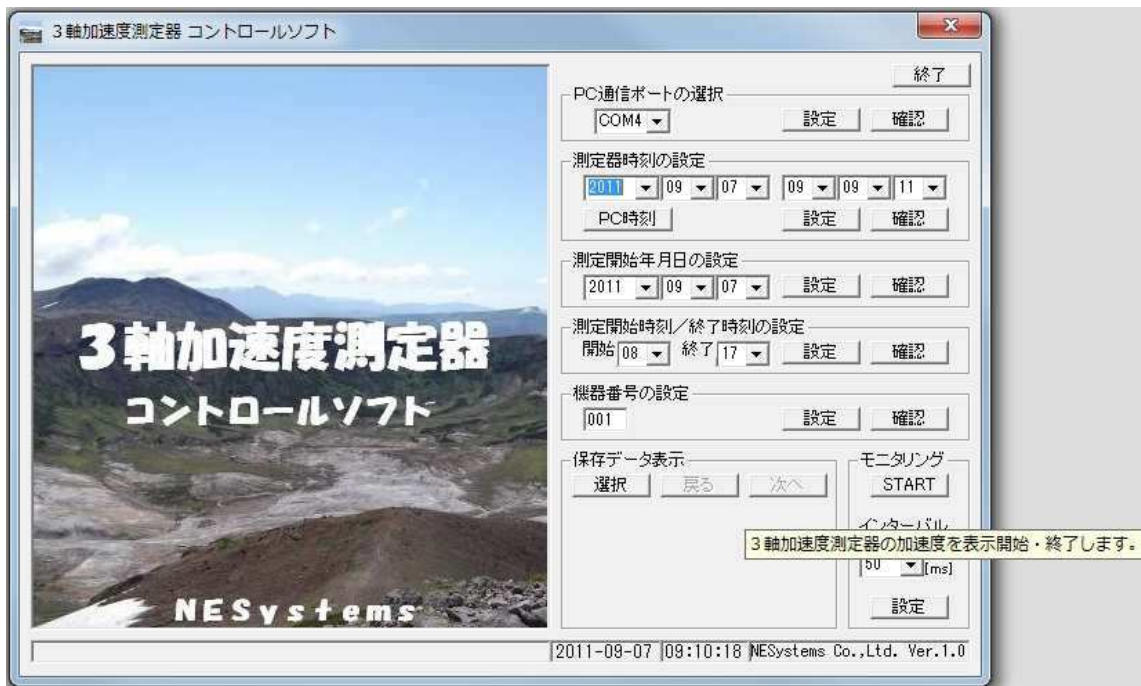 3軸加速度測定器 コントロールソフト
終了
PC通信ポートの選択
COM4 設定 確認
測定器時刻の設定
2011 09 07 09 09 11
PC時刻 設定 確認
測定開始年月日の設定
2011 09 07 設定 確認
測定開始時刻／終了時刻の設定
開始 08 終了 17 設定 確認
機器番号の設定
001 設定 確認
保存データ表示
選択 戻る 次へ
モニタリング
START
インターバル
3軸加速度測定器の加速度を表示開始・終了します。
50 [ms]
設定
3軸加速度測定器
コントロールソフト
NESystems
2011-09-07 09:10:18 NESystems Co.,Ltd. Ver.1.0